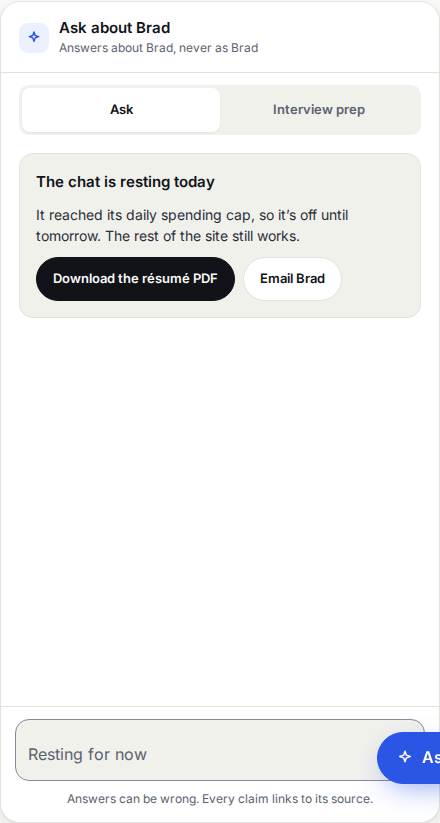 Ask about Brad
Answers about Brad, never as Brad
Ask
Interview prep
The chat is resting today
It reached its daily spending cap, so it’s off until
tomorrow. The rest of the site still works.
Download the résumé PDF
Email Brad
Resting for now
As
Answers can be wrong. Every claim links to its source.